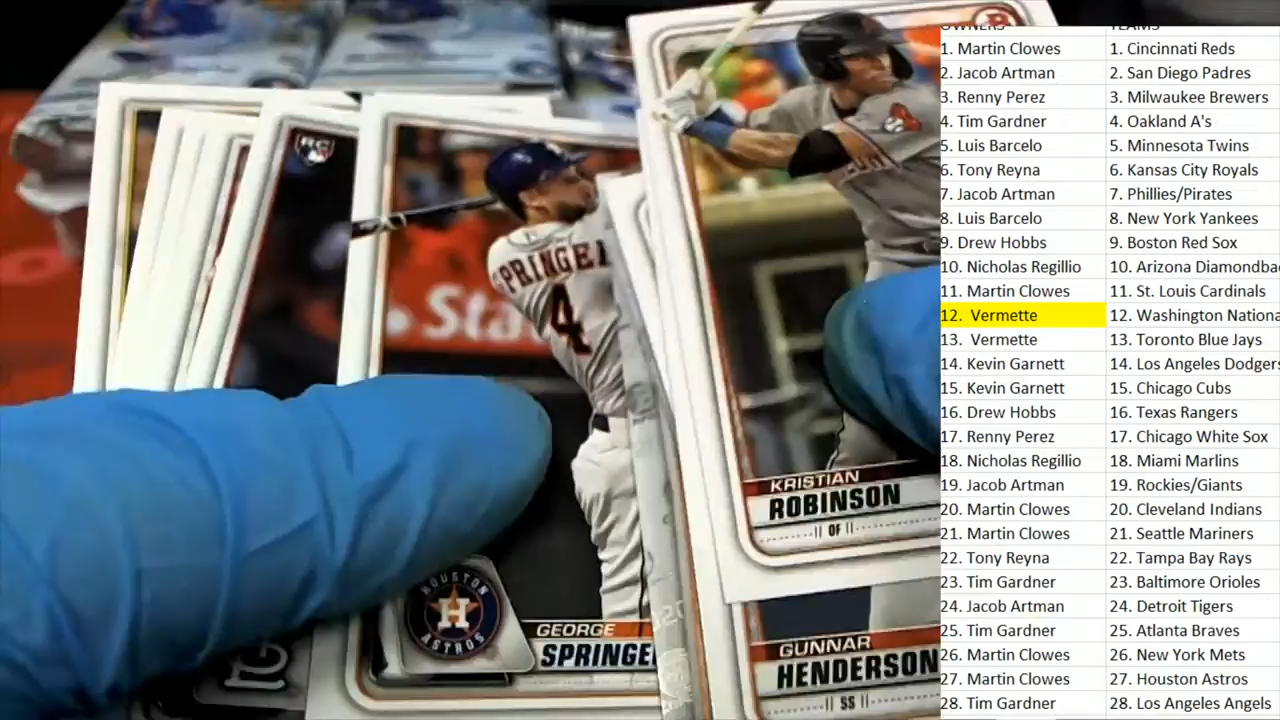 OWNERS TEAMS
1. Martin Clowes 1. Cincinnati Reds
2. Jacob Artman 2. San Diego Padres
3. Renny Perez 3. Milwaukee Brewers
4. Tim Gardner 4. Oakland A's
5. Luis Barcelo 5. Minnesota Twins
6. Tony Reyna 6. Kansas City Royals
7. Jacob Artman 7. Phillies/Pirates
8. Luis Barcelo 8. New York Yankees
9. Drew Hobbs 9. Boston Red Sox
10. Nicholas Regillio 10. Arizona Diamondba
11. Martin Clowes 11. St. Louis Cardinals
12. Vermette 12. Washington Nationa
13. Vermette 13. Toronto Blue Jays
14. Kevin Garnett 14. Los Angeles Dodgers
15. Kevin Garnett 15. Chicago Cubs
16. Drew Hobbs 16. Texas Rangers
17. Renny Perez 17. Chicago White Sox
18. Nicholas Regillio 18. Miami Marlins
19. Jacob Artman 19. Rockies/Giants
20. Martin Clowes 20. Cleveland Indians
21. Martin Clowes 21. Seattle Mariners
22. Tony Reyna 22. Tampa Bay Rays
23. Tim Gardner 23. Baltimore Orioles
24. Jacob Artman 24. Detroit Tigers
25. Tim Gardner 25. Atlanta Braves
26. Martin Clowes 26. New York Mets
27. Martin Clowes 27. Houston Astros
28. Tim Gardner 28. Los Angeles Angels
RC
SPRINGER
4
Sta
HOUSTON
H
ASTROS
GEORGE
SPRINGE
KRISTIAN
ROBINSON
OF
GUNNAR
HENDERSON
SS